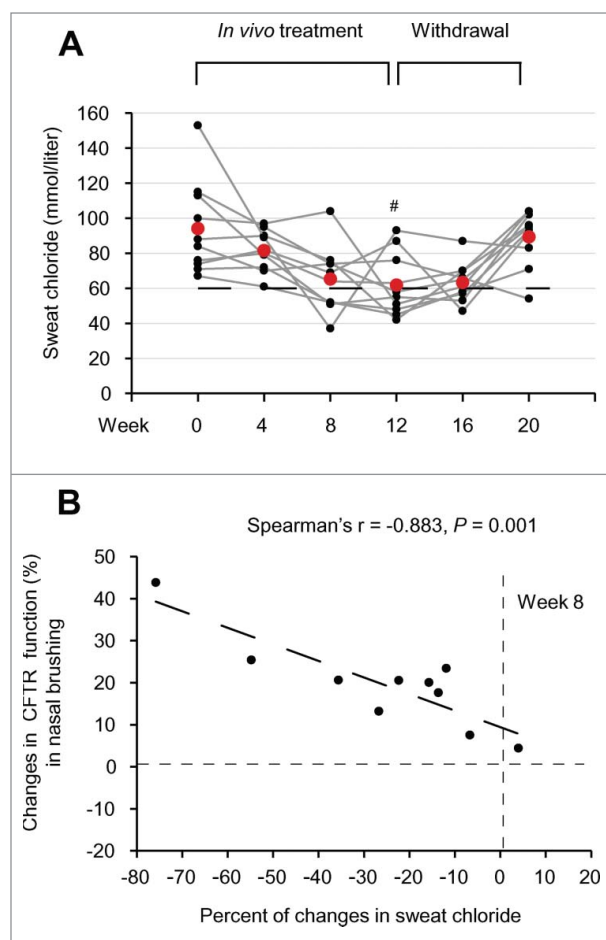 A
In vivo treatment Withdrawal
Sweat chloride (mmol/liter)
160
140
120
100
80
60
40
20
0
#
Week 0 4 8 12 16 20
B
Spearman's r = -0.883, P = 0.001
Changes in CFTR function (%)
in nasal brushing
50
40
30
20
10
0
-10
-20
Week 8
-80 -70 -60 -50 -40 -30 -20 -10 0 10 20
Percent of changes in sweat chloride